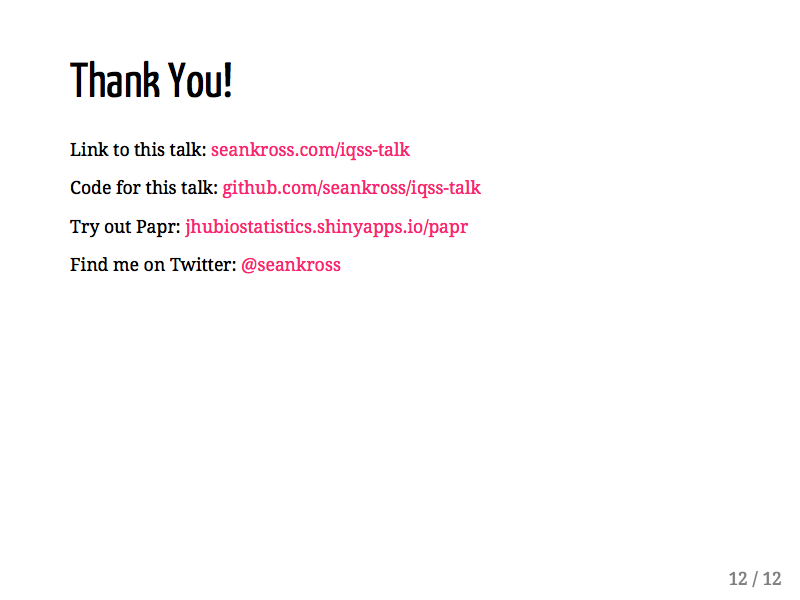 Thank You!
Link to this talk: seankross.com/iqss-talk
Code for this talk: github.com/seankross/iqss-talk
Try out Papr: jhubiostatistics.shinyapps.io/papr
Find me on Twitter: @seankross
12 / 12